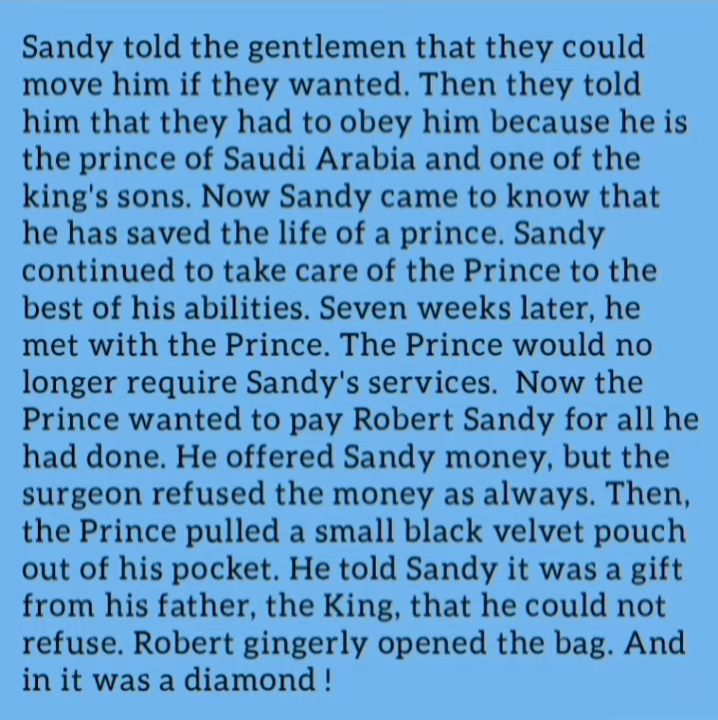 Sandy told the gentlemen that they could
move him if they wanted. Then they told
him that they had to obey him because he is
the prince of Saudi Arabia and one of the
king's sons. Now Sandy came to know that
he has saved the life of a prince. Sandy
continued to take care of the Prince to the
best of his abilities. Seven weeks later, he
met with the Prince. The Prince would no
longer require Sandy's services.  Now the
Prince wanted to pay Robert Sandy for all he
had done. He offered Sandy money, but the
surgeon refused the money as always. Then,
the Prince pulled a small black velvet pouch
out of his pocket. He told Sandy it was a gift
from his father, the King, that he could not
refuse. Robert gingerly opened the bag. And
in it was a diamond !